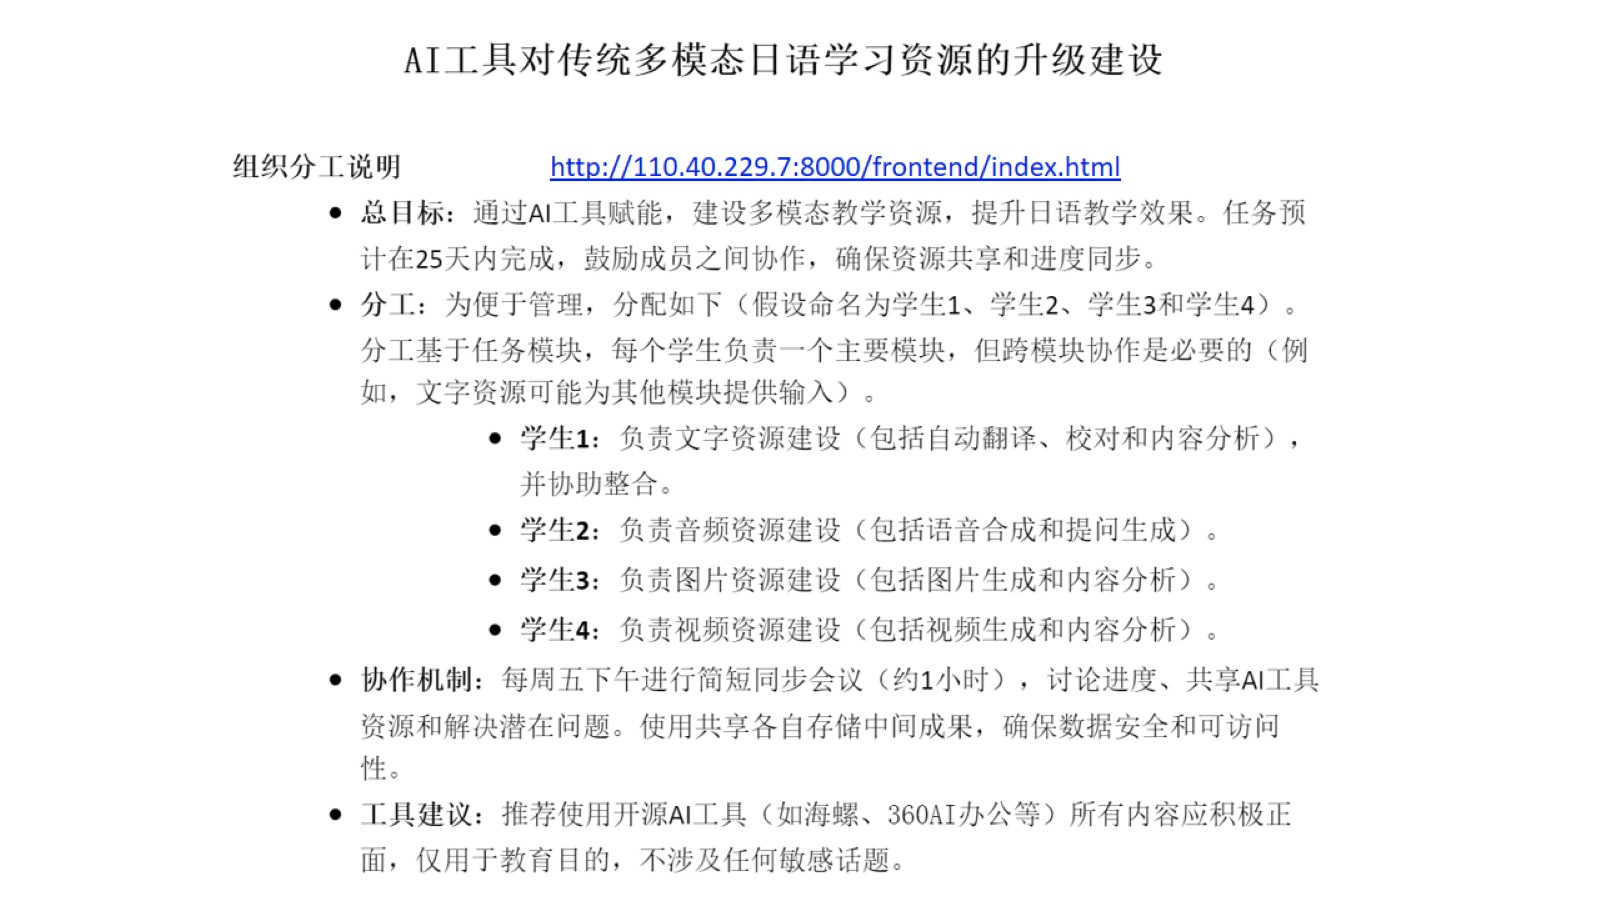 AI工具对传统多模态日语学习资源的升级建设
组织分工说明 http://110.40.229.7:8000/frontend/index.html
• 总目标：通过AI工具赋能，建设多模态教学资源，提升日语教学效果。任务预
计在25天内完成，鼓励成员之间协作，确保资源共享和进度同步。
• 分工：为便于管理，分配如下（假设命名为学生1、学生2、学生3和学生4）。
分工基于任务模块，每个学生负责一个主要模块，但跨模块协作是必要的（例
如，文字资源可能为其他模块提供输入）。
• 学生1：负责文字资源建设（包括自动翻译、校对和内容分析），
并协助整合。
• 学生2：负责音频资源建设（包括语音合成和提问生成）。
• 学生3：负责图片资源建设（包括图片生成和内容分析）。
• 学生4：负责视频资源建设（包括视频生成和内容分析）。
• 协作机制：每周五下午进行简短同步会议（约1小时），讨论进度、共享AI工具
资源和解决潜在问题。使用共享各自存储中间成果，确保数据安全和可访问
性。
• 工具建议：推荐使用开源AI工具（如海螺、360AI办公等）所有内容应积极正
面，仅用于教育目的，不涉及任何敏感话题。